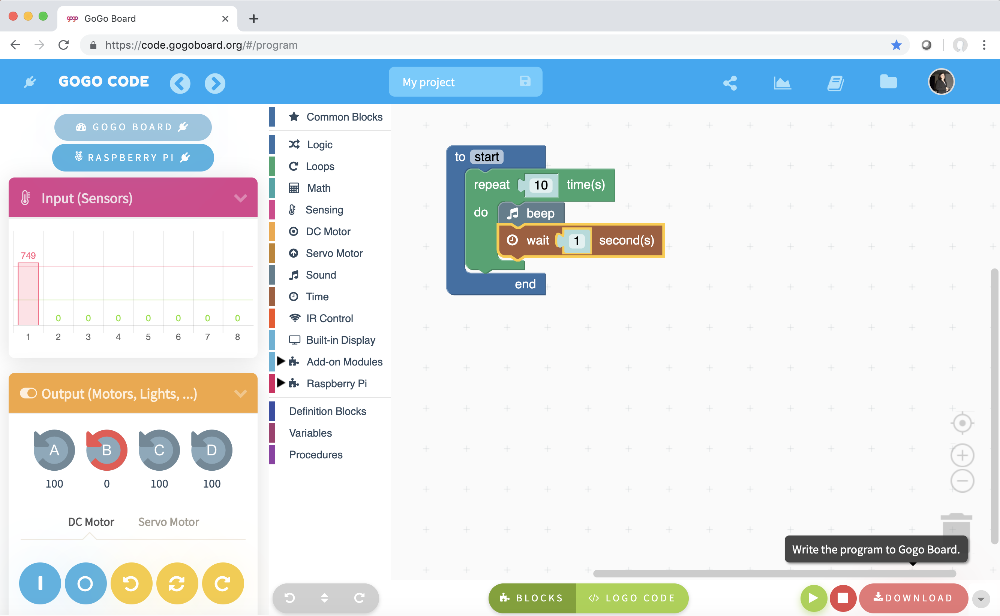 GoGo Board
https://code.gogoboard.org/#/program
GOGO CODE
My project
GOGO BOARD
RASPBERRY PI
Input (Sensors)
749
0 0 0 0 0 0 0
1 2 3 4 5 6 7 8
Output (Motors, Lights, ...)
A B C D
100 0 100 100
DC Motor Servo Motor
Common Blocks
Logic
Loops
Math
Sensing
DC Motor
Servo Motor
Sound
Time
IR Control
Built-in Display
Add-on Modules
Raspberry Pi
Definition Blocks
Variables
Procedures
to start
repeat 10 time(s)
do beep
wait 1 second(s)
end
Write the program to Gogo Board.
BLOCKS </> LOGO CODE
DOWNLOAD